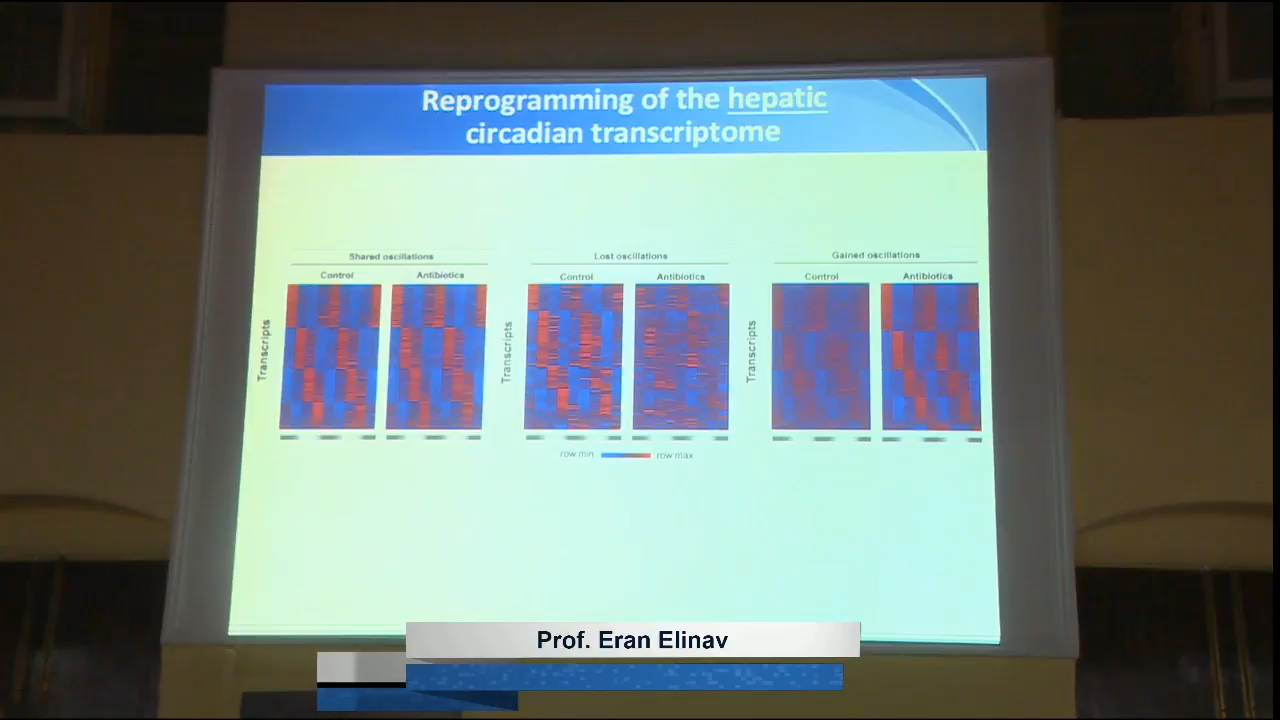 Reprogramming of the hepatic
circadian transcriptome
Shared oscillations
Control
Antibiotics
Transcripts
Lost oscillations
Control
Antibiotics
Transcripts
row min
row max
Gained oscillations
Control
Antibiotics
Transcripts
Prof. Eran Elinav